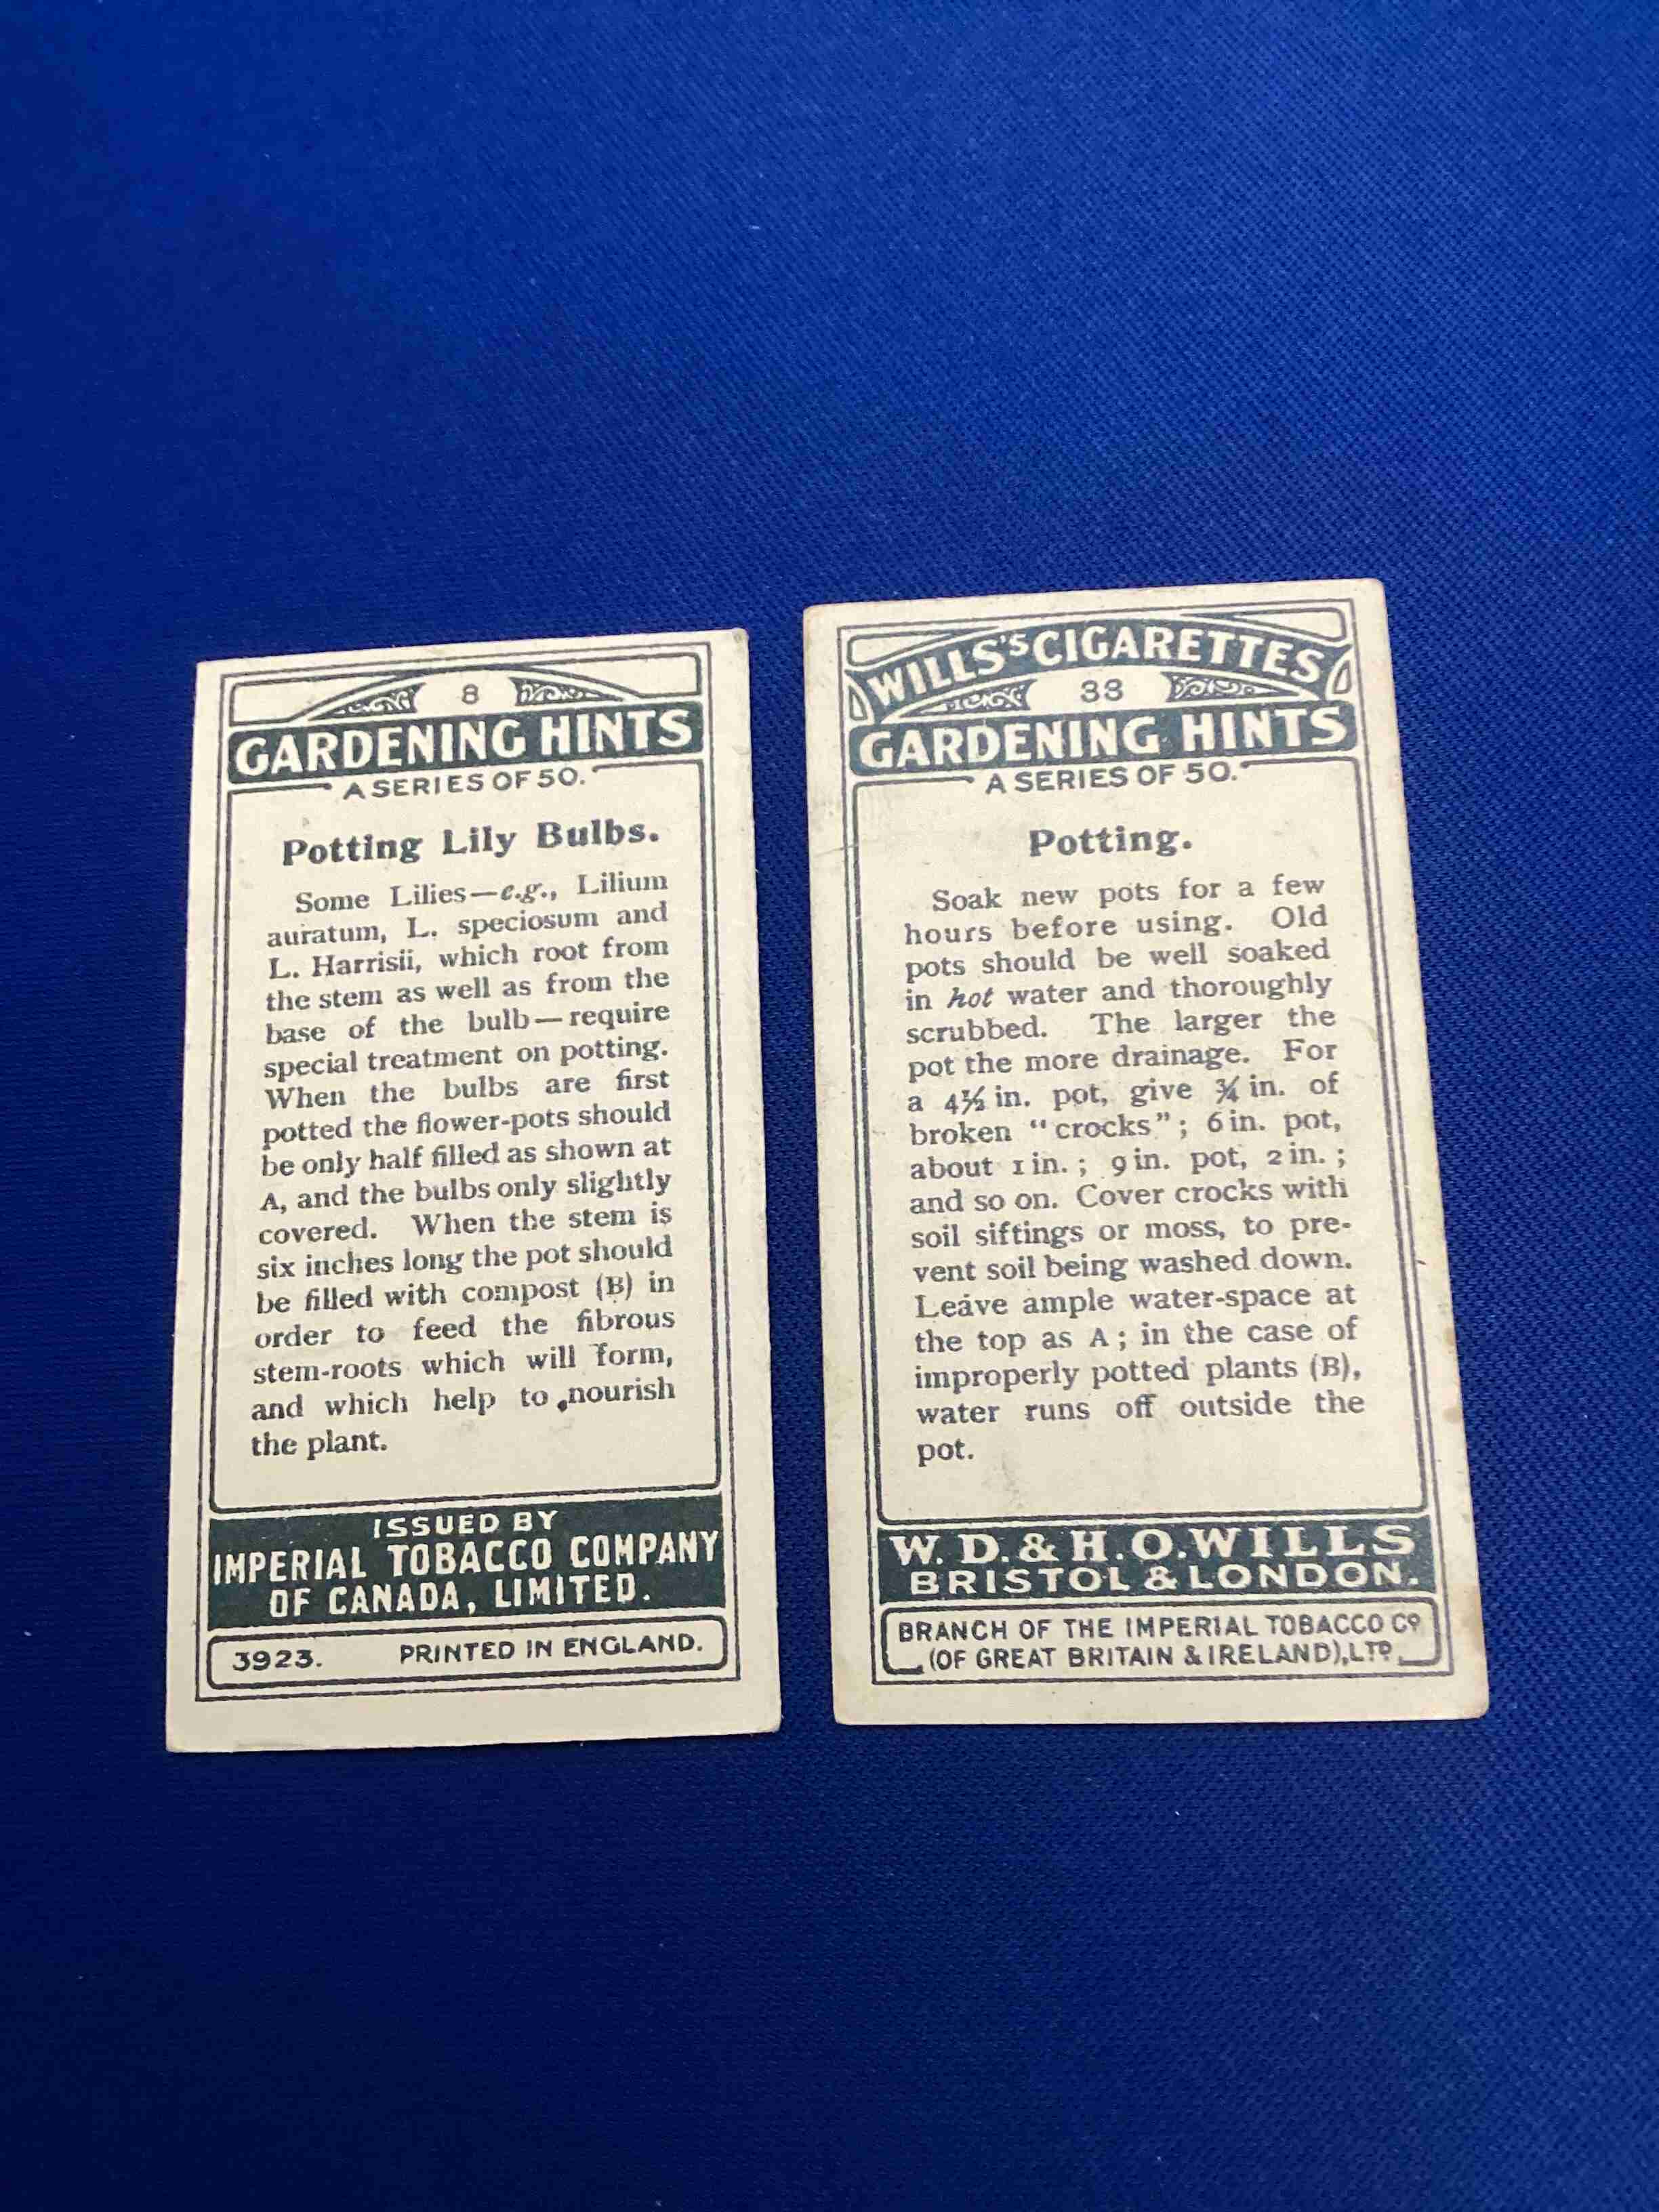 8
GARDENING HINTS
A SERIES OF 50.
Potting Lily Bulbs.
Some Lilies—e.g., Lilium
auratum, L. speciosum and
L. Harrisii, which root from
the stem as well as from the
base of the bulb—require
special treatment on potting.
When the bulbs are first
potted the flower-pots should
be only half filled as shown at
A, and the bulbs only slightly
covered. When the stem is
six inches long the pot should
be filled with compost (B) in
order to feed the fibrous
stem-roots which will form,
and which help to nourish
the plant.
ISSUED BY
IMPERIAL TOBACCO COMPANY
OF CANADA, LIMITED.
3923. PRINTED IN ENGLAND.
WILLS'S CIGARETTES
33
GARDENING HINTS
A SERIES OF 50.
Potting.
Soak new pots for a few
hours before using. Old
pots should be well soaked
in hot water and thoroughly
scrubbed. The larger the
pot the more drainage. For
a 4½ in. pot, give ¾ in. of
broken "crocks"; 6 in. pot,
about 1 in.; 9 in. pot, 2 in.;
and so on. Cover crocks with
soil siftings or moss, to pre-
vent soil being washed down.
Leave ample water-space at
the top as A; in the case of
improperly potted plants (B),
water runs off outside the
pot.
W. D. & H. O. WILLS
BRISTOL & LONDON.
BRANCH OF THE IMPERIAL TOBACCO CO
(OF GREAT BRITAIN & IRELAND), LTD